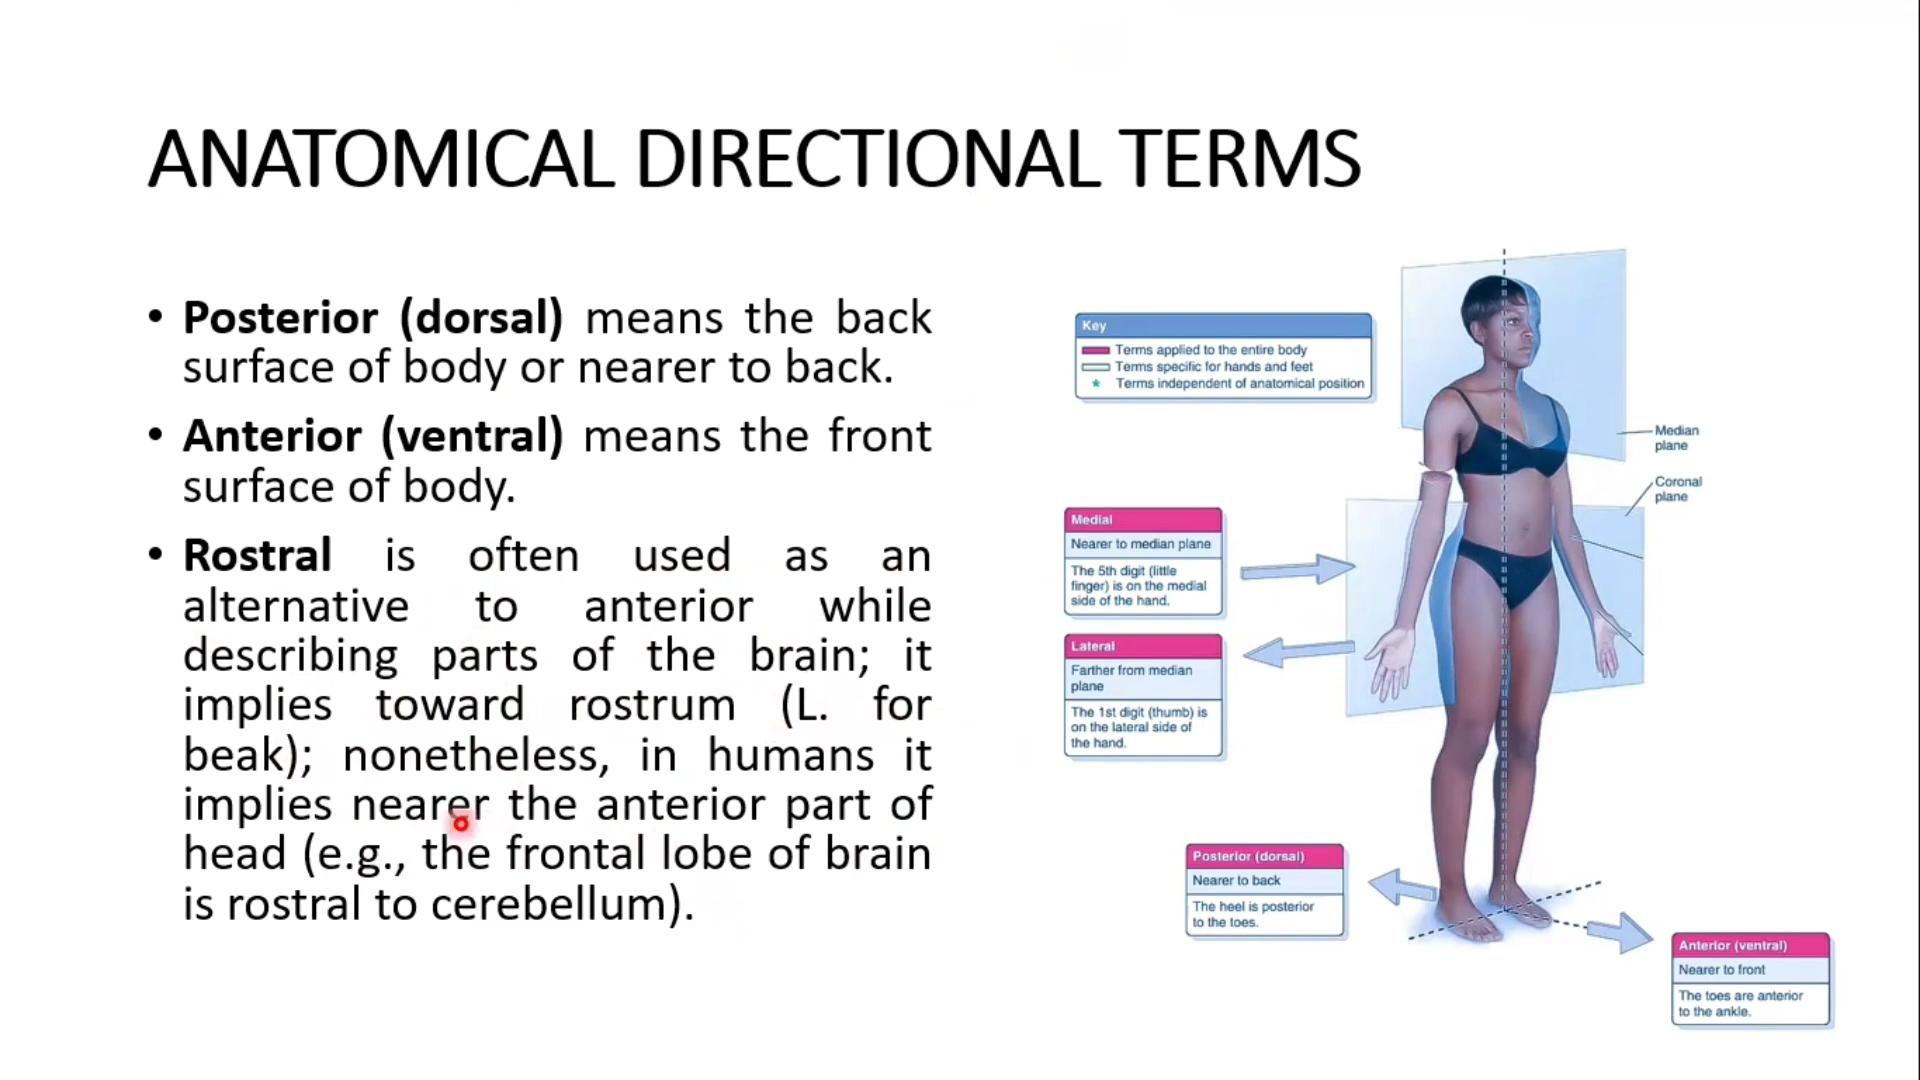 ANATOMICAL DIRECTIONAL TERMS
• Posterior (dorsal) means the back
surface of body or nearer to back.
• Anterior (ventral) means the front
surface of body.
• Rostral is often used as an
alternative to anterior while
describing parts of the brain; it
implies toward rostrum (L. for
beak); nonetheless, in humans it
implies nearer the anterior part of
head (e.g., the frontal lobe of brain
is rostral to cerebellum).
Key
Terms applied to the entire body
Terms specific for hands and feet
* Terms independent of anatomical position
Median
plane
Coronal
plane
Medial
Nearer to median plane
The 5th digit (little
finger) is on the medial
side of the hand.
Lateral
Farther from median
plane
The 1st digit (thumb) is
on the lateral side of
the hand.
Posterior (dorsal)
Nearer to back
The heel is posterior
to the toes.
Anterior (ventral)
Nearer to front
The toes are anterior
to the ankle.